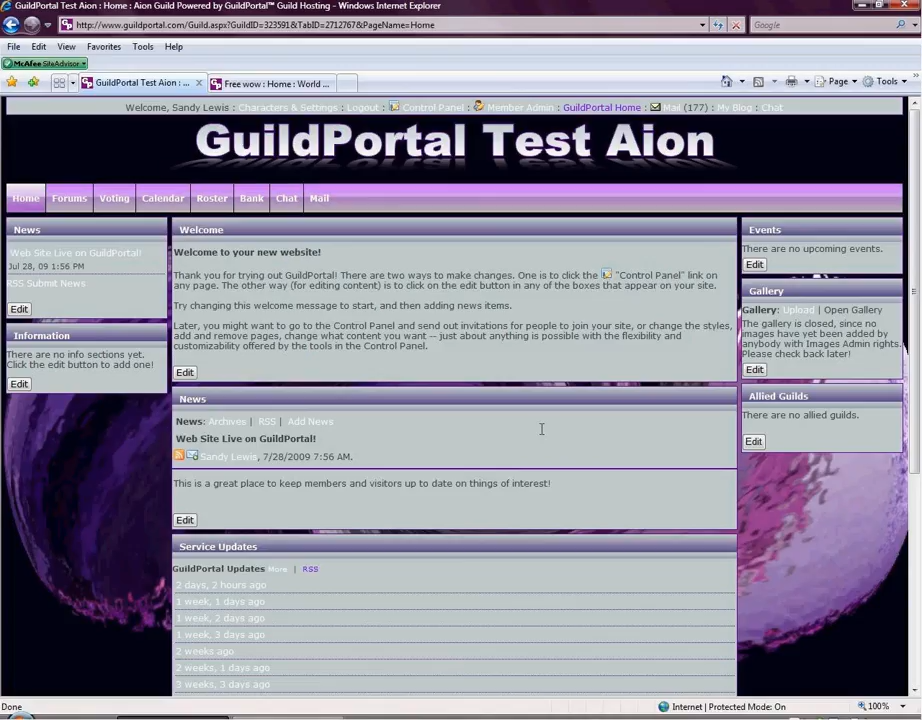 GuildPortal Test Aion : Home : Aion Guild Powered by GuildPortal™ Guild Hosting - Windows Internet Explorer
http://www.guildportal.com/Guild.aspx?GuildID=323591&TabID=2712767&PageName=Home
Google
File Edit View Favorites Tools Help
McAfee SiteAdvisor
GuildPortal Test Aion : ...
Free wow : Home : World ...
Page Tools
Welcome, Sandy Lewis : Characters & Settings : Logout : Control Panel : Member Admin : GuildPortal Home : Mail (177) : My Blog : Chat
GuildPortal Test Aion
Home Forums Voting Calendar Roster Bank Chat Mail
News
Web Site Live on GuildPortal!
Jul 28, 09 1:56 PM
RSS Submit News
Edit
Information
There are no info sections yet.
Click the edit button to add one!
Edit
Welcome
Welcome to your new website!
Thank you for trying out GuildPortal! There are two ways to make changes. One is to click the "Control Panel" link on
any page. The other way (for editing content) is to click on the edit button in any of the boxes that appear on your site.
Try changing this welcome message to start, and then adding news items.
Later, you might want to go to the Control Panel and send out invitations for people to join your site, or change the styles,
add and remove pages, change what content you want -- just about anything is possible with the flexibility and
customizability offered by the tools in the Control Panel.
Edit
News
News: Archives | RSS | Add News
Web Site Live on GuildPortal!
Sandy Lewis, 7/28/2009 7:56 AM.
This is a great place to keep members and visitors up to date on things of interest!
Edit
Service Updates
GuildPortal Updates More | RSS
2 days, 2 hours ago
1 week, 1 days ago
1 week, 2 days ago
1 week, 3 days ago
2 weeks ago
2 weeks, 1 days ago
3 weeks, 3 days ago
Events
There are no upcoming events.
Edit
Gallery
Gallery: Upload | Open Gallery
The gallery is closed, since no
images have yet been added by
anybody with Images Admin rights.
Please check back later!
Edit
Allied Guilds
There are no allied guilds.
Edit
Done
Internet | Protected Mode: On
100%